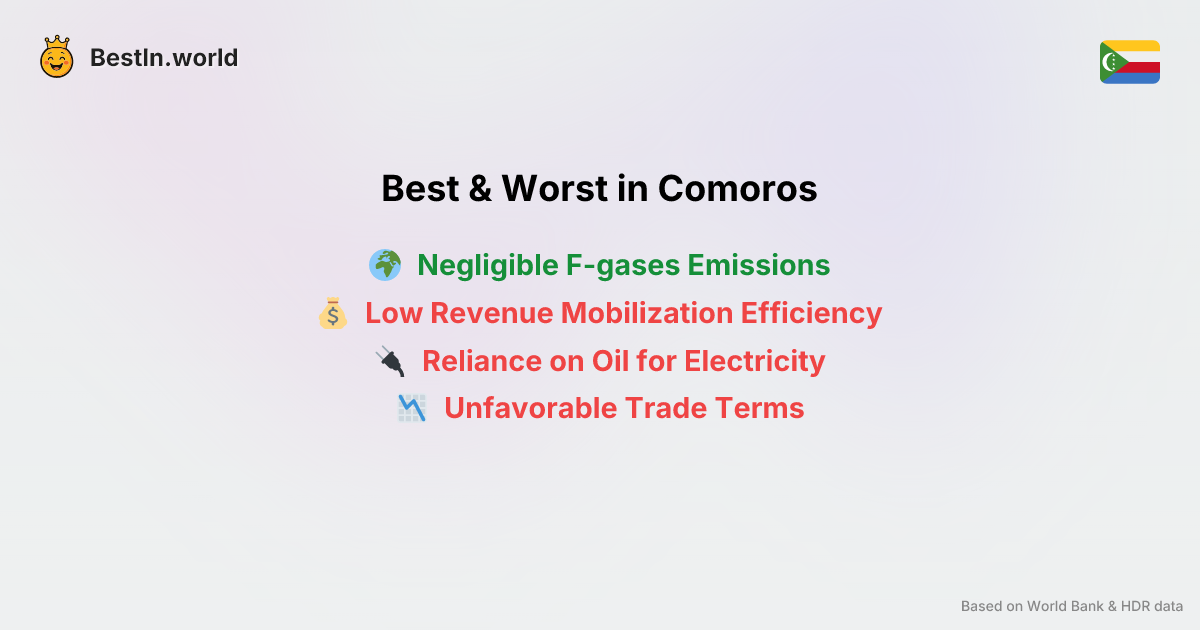 BestIn.world
Best & Worst in Comoros
Negligible F-gases Emissions
Low Revenue Mobilization Efficiency
Reliance on Oil for Electricity
Unfavorable Trade Terms
Based on World Bank & HDR data